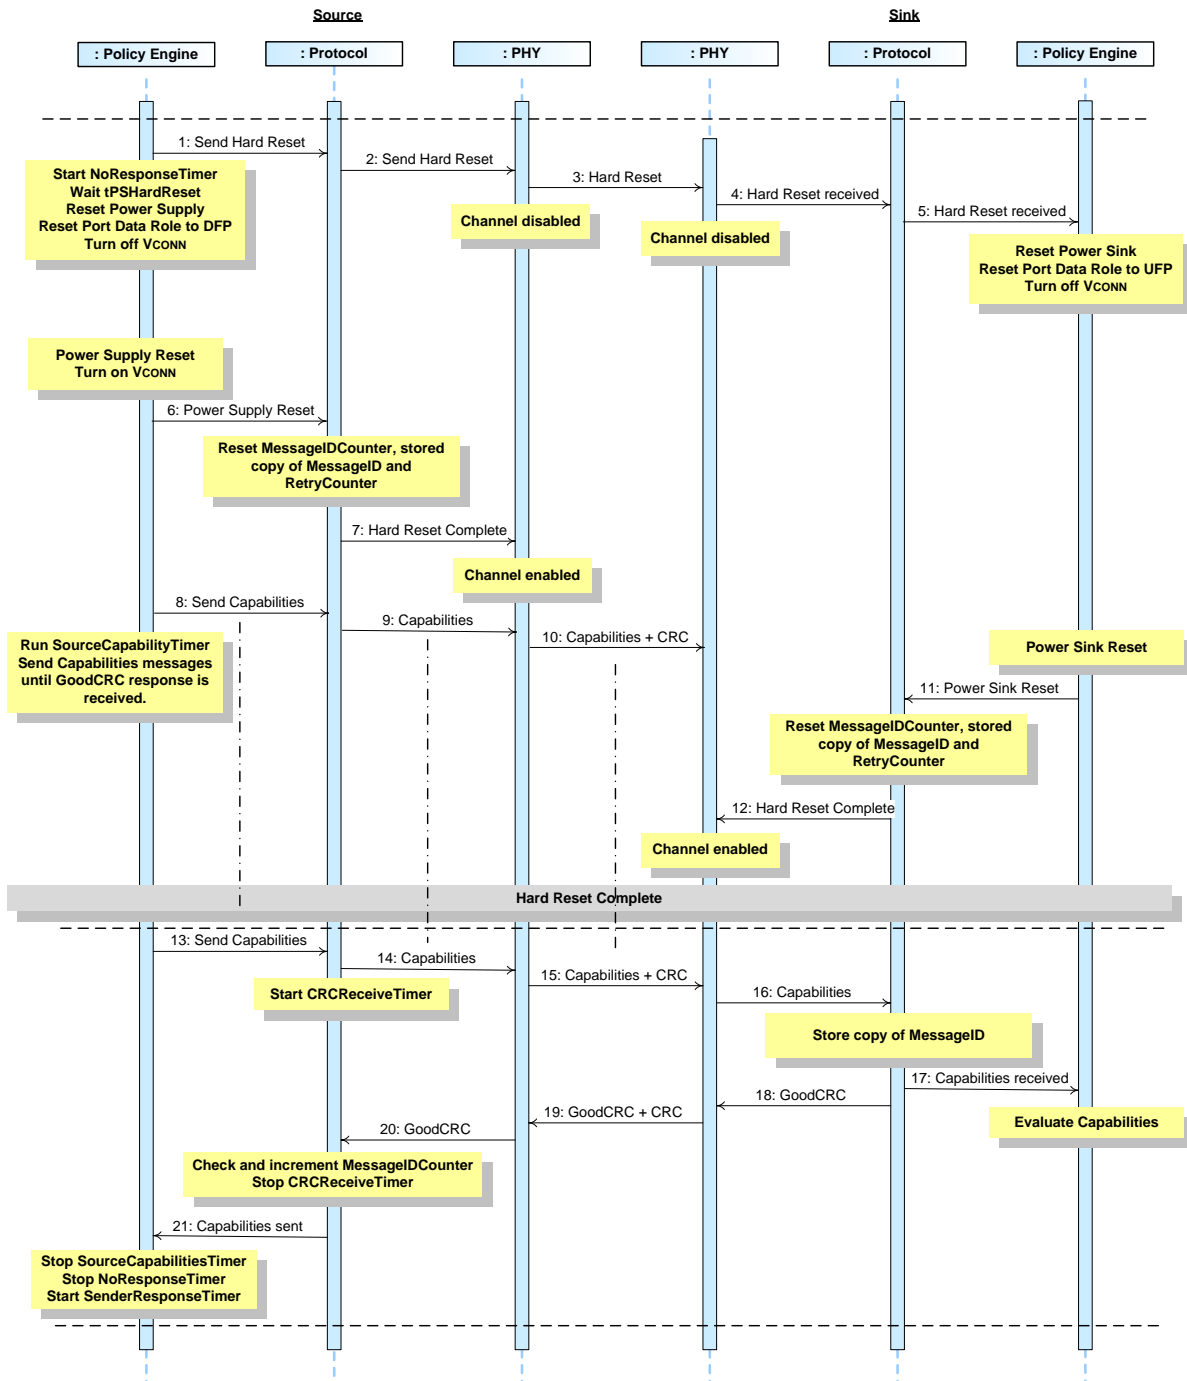 Source
Sink
: Policy Engine
: Protocol
: PHY
: PHY
: Protocol
: Policy Engine
1: Send Hard Reset
2: Send Hard Reset
3: Hard Reset
4: Hard Reset received
5: Hard Reset received
Start NoResponseTimer
Wait tPSHardReset
Reset Power Supply
Reset Port Data Role to DFP
Turn off VCONN
Channel disabled
Channel disabled
Reset Power Sink
Reset Port Data Role to UFP
Turn off VCONN
Power Supply Reset
Turn on VCONN
6: Power Supply Reset
Reset MessageIDCounter, stored
copy of MessageID and
RetryCounter
7: Hard Reset Complete
Channel enabled
8: Send Capabilities
9: Capabilities
10: Capabilities + CRC
Run SourceCapabilityTimer
Send Capabilities messages
until GoodCRC response is
received.
Power Sink Reset
11: Power Sink Reset
Reset MessageIDCounter, stored
copy of MessageID and
RetryCounter
12: Hard Reset Complete
Channel enabled
Hard Reset Complete
13: Send Capabilities
14: Capabilities
15: Capabilities + CRC
16: Capabilities
Start CRCReceiveTimer
Store copy of MessageID
17: Capabilities received
18: GoodCRC
19: GoodCRC + CRC
20: GoodCRC
Evaluate Capabilities
Check and increment MessageIDCounter
Stop CRCReceiveTimer
21: Capabilities sent
Stop SourceCapabilitiesTimer
Stop NoResponseTimer
Start SenderResponseTimer